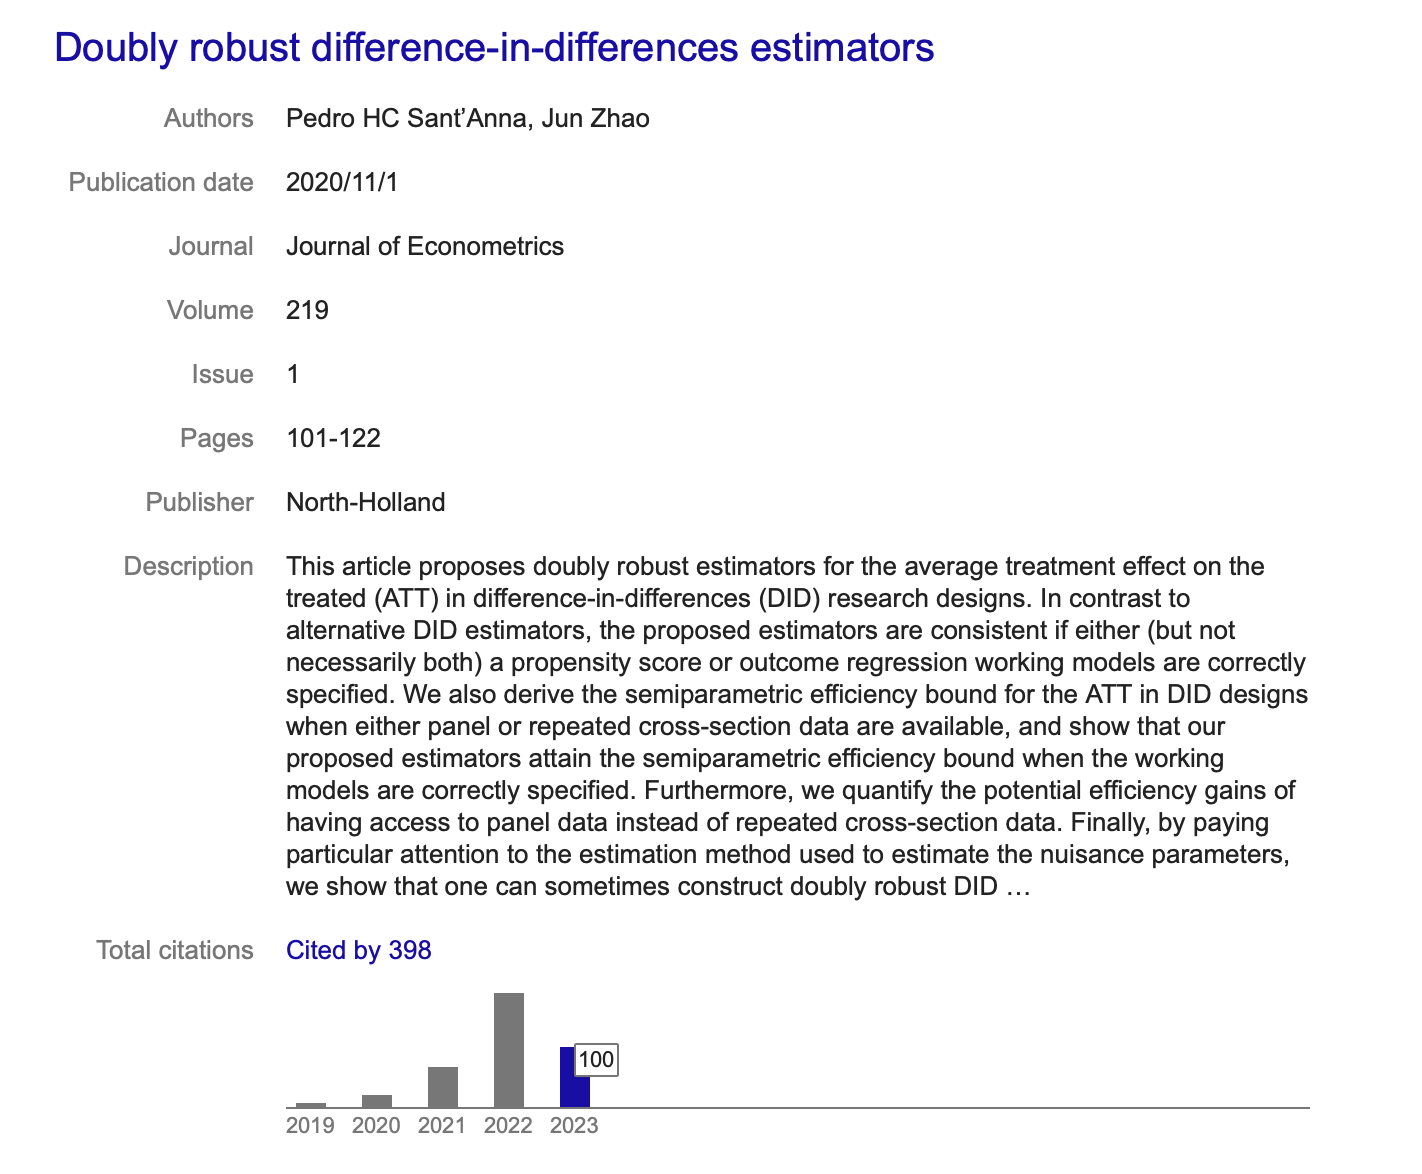 Doubly robust difference-in-differences estimators
Authors Pedro HC Sant’Anna, Jun Zhao
Publication date 2020/11/1
Journal Journal of Econometrics
Volume 219
Issue 1
Pages 101-122
Publisher North-Holland
Description This article proposes doubly robust estimators for the average treatment effect on the
treated (ATT) in difference-in-differences (DID) research designs. In contrast to
alternative DID estimators, the proposed estimators are consistent if either (but not
necessarily both) a propensity score or outcome regression working models are correctly
specified. We also derive the semiparametric efficiency bound for the ATT in DID designs
when either panel or repeated cross-section data are available, and show that our
proposed estimators attain the semiparametric efficiency bound when the working
models are correctly specified. Furthermore, we quantify the potential efficiency gains of
having access to panel data instead of repeated cross-section data. Finally, by paying
particular attention to the estimation method used to estimate the nuisance parameters,
we show that one can sometimes construct doubly robust DID …
Total citations Cited by 398
100
2019 2020 2021 2022 2023